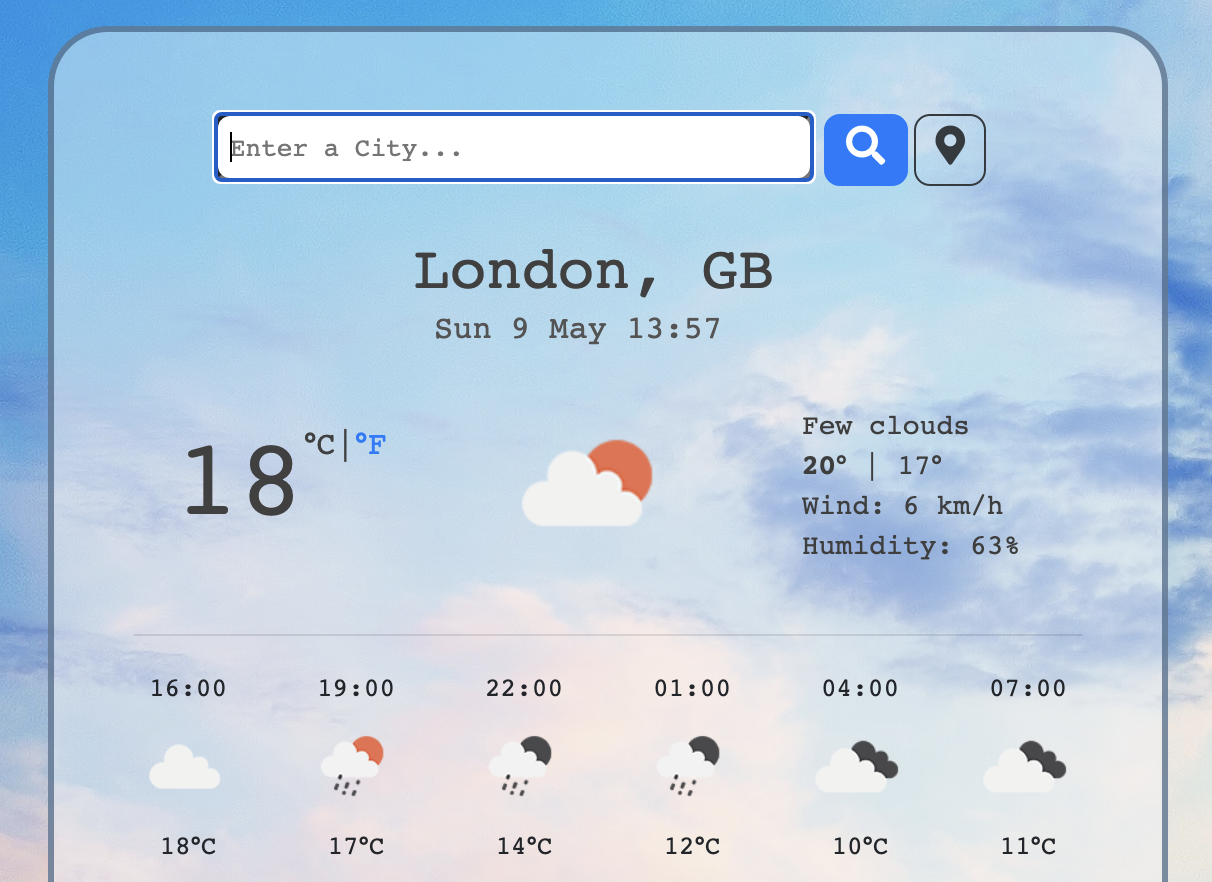 Enter a City...
London, GB
Sun 9 May 13:57
18 °C|°F
Few clouds
20° | 17°
Wind: 6 km/h
Humidity: 63%
16:00 19:00 22:00 01:00 04:00 07:00
18°C 17°C 14°C 12°C 10°C 11°C